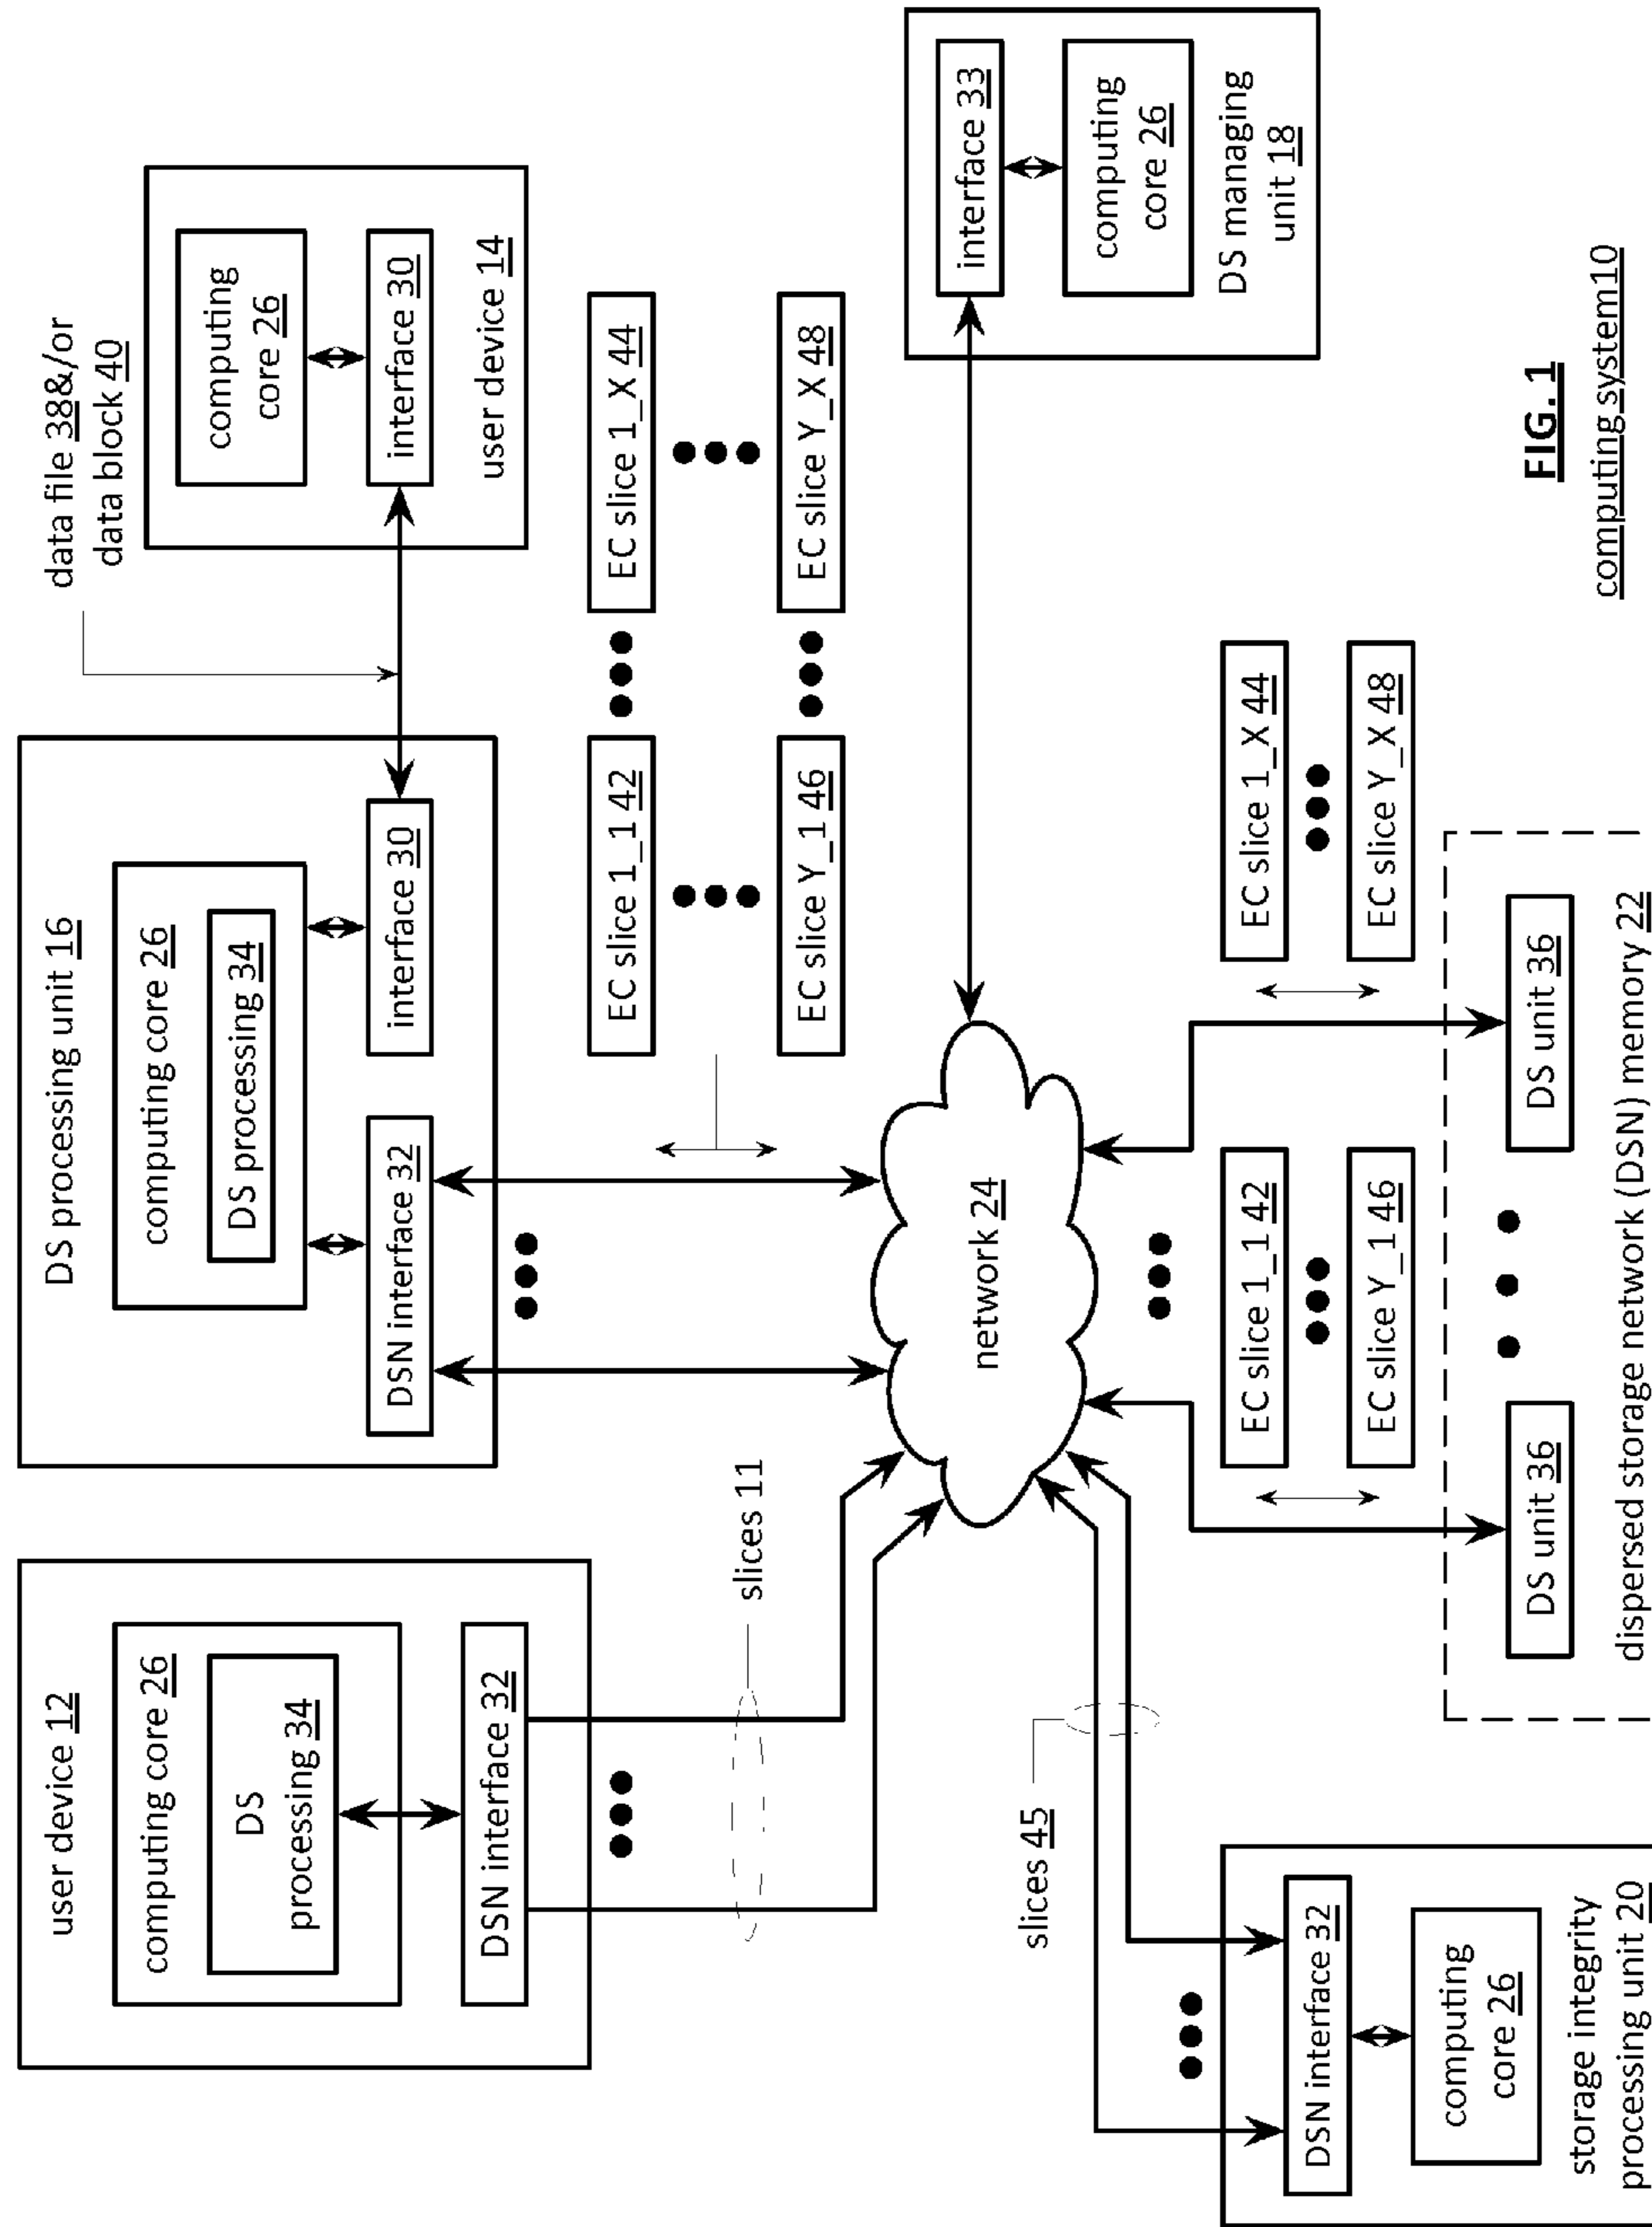 user device 12
computing core 26
DS
processing 34
DSN interface 32
slices 11
DS processing unit 16
computing core 26
DS processing 34
DSN interface 32
interface 30
data file 38&/or
data block 40
computing
core 26
interface 30
user device 14
EC slice 1_1 42
EC slice 1_X 44
EC slice Y_1 46
EC slice Y_X 48
network 24
interface 33
computing
core 26
DS managing
unit 18
slices 45
DSN interface 32
computing
core 26
storage integrity
processing unit 20
EC slice 1_1 42
EC slice Y_1 46
EC slice 1_X 44
EC slice Y_X 48
DS unit 36
DS unit 36
dispersed storage network (DSN) memory 22
FIG. 1
computing system10